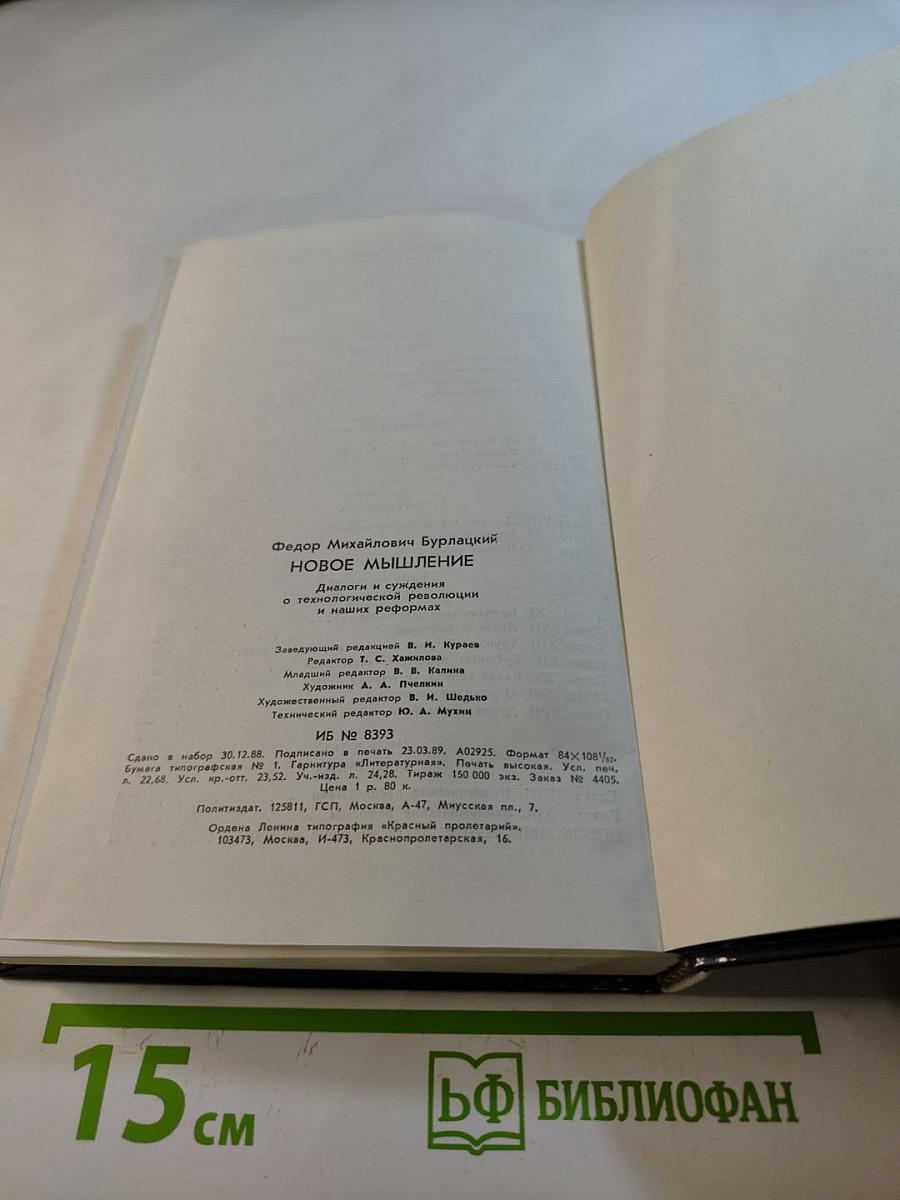 Федор Михайлович Бурлацкий
НОВОЕ МЫШЛЕНИЕ
Диалоги и суждения
о технологической революции
и наших реформах
Заведующий редакцией В. И. Кураев
Редактор Т. С. Хажилова
Младший редактор В. В. Калина
Художник А. А. Пчелкин
Художественный редактор В. И. Шедько
Технический редактор Ю. А. Мухин
ИБ № 8393
Сдано в набор 30.12.88. Подписано в печать 23.03.89. А02925. Формат 84×108¹/₃₂.
Бумага типографская № 1. Гарнитура «Литературная». Печать высокая. Усл. печ.
л. 22,68. Усл. кр.-отт. 23,52. Уч.-изд. л. 24,28. Тираж 150 000 экз. Заказ № 4405.
Цена 1 р. 80 к.
Политиздат. 125811, ГСП, Москва, А-47, Миусская пл., 7.
Ордена Ленина типография «Красный пролетарий».
103473, Москва, И-473, Краснопролетарская, 16.
15 см
БФ БИБЛИОФАН